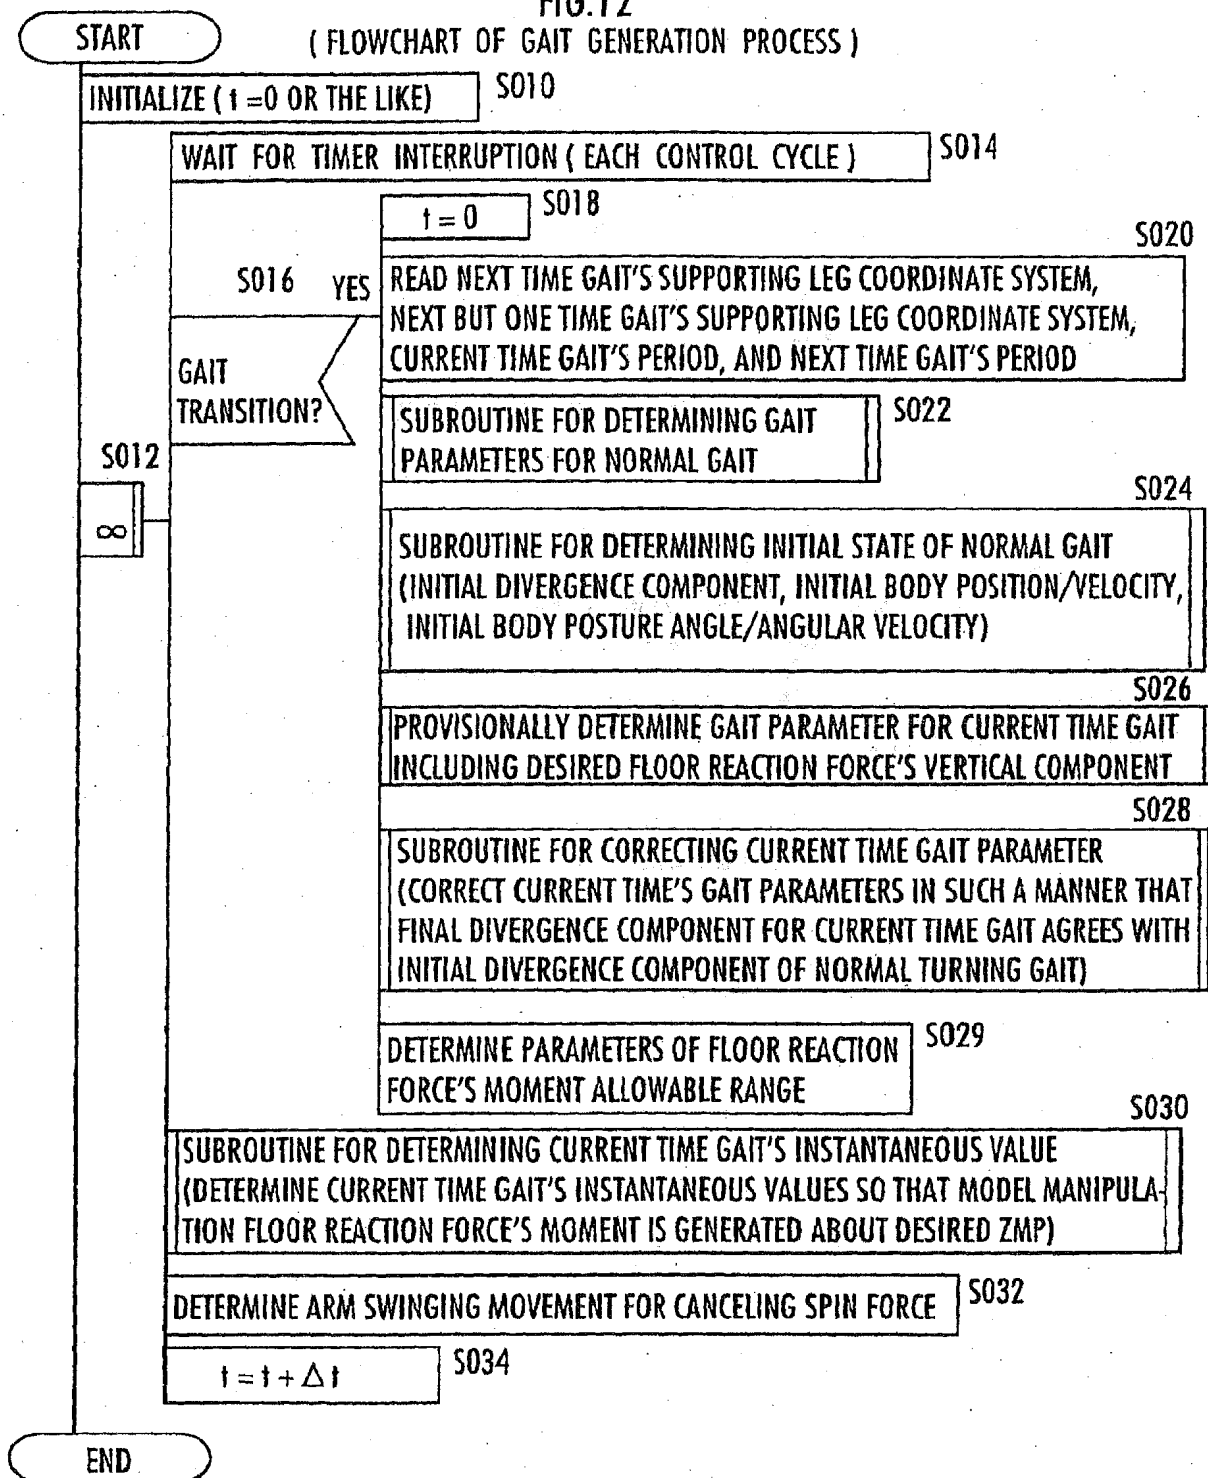 FIG.12
( FLOWCHART OF GAIT GENERATION PROCESS )
START
INITIALIZE ( t =0 OR THE LIKE)
S010
WAIT FOR TIMER INTERRUPTION ( EACH CONTROL CYCLE )
S014
t = 0
S018
S020
S016
YES
READ NEXT TIME GAIT'S SUPPORTING LEG COORDINATE SYSTEM,
NEXT BUT ONE TIME GAIT'S SUPPORTING LEG COORDINATE SYSTEM,
CURRENT TIME GAIT'S PERIOD, AND NEXT TIME GAIT'S PERIOD
GAIT
TRANSITION?
SUBROUTINE FOR DETERMINING GAIT
PARAMETERS FOR NORMAL GAIT
S022
S012
∞
S024
SUBROUTINE FOR DETERMINING INITIAL STATE OF NORMAL GAIT
(INITIAL DIVERGENCE COMPONENT, INITIAL BODY POSITION/VELOCITY,
INITIAL BODY POSTURE ANGLE/ANGULAR VELOCITY)
S026
PROVISIONALLY DETERMINE GAIT PARAMETER FOR CURRENT TIME GAIT
INCLUDING DESIRED FLOOR REACTION FORCE'S VERTICAL COMPONENT
S028
SUBROUTINE FOR CORRECTING CURRENT TIME GAIT PARAMETER
(CORRECT CURRENT TIME'S GAIT PARAMETERS IN SUCH A MANNER THAT
FINAL DIVERGENCE COMPONENT FOR CURRENT TIME GAIT AGREES WITH
INITIAL DIVERGENCE COMPONENT OF NORMAL TURNING GAIT)
DETERMINE PARAMETERS OF FLOOR REACTION
FORCE'S MOMENT ALLOWABLE RANGE
S029
S030
SUBROUTINE FOR DETERMINING CURRENT TIME GAIT'S INSTANTANEOUS VALUE
(DETERMINE CURRENT TIME GAIT'S INSTANTANEOUS VALUES SO THAT MODEL MANIPULA-
TION FLOOR REACTION FORCE'S MOMENT IS GENERATED ABOUT DESIRED ZMP)
DETERMINE ARM SWINGING MOVEMENT FOR CANCELING SPIN FORCE
S032
t = t + Δ t
S034
END